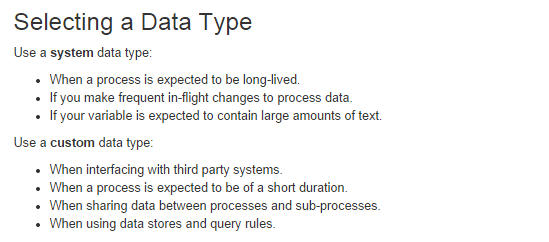 Selecting a Data Type
Use a system data type:
• When a process is expected to be long-lived.
• If you make frequent in-flight changes to process data.
• If your variable is expected to contain large amounts of text.
Use a custom data type:
• When interfacing with third party systems.
• When a process is expected to be of a short duration.
• When sharing data between processes and sub-processes.
• When using data stores and query rules.